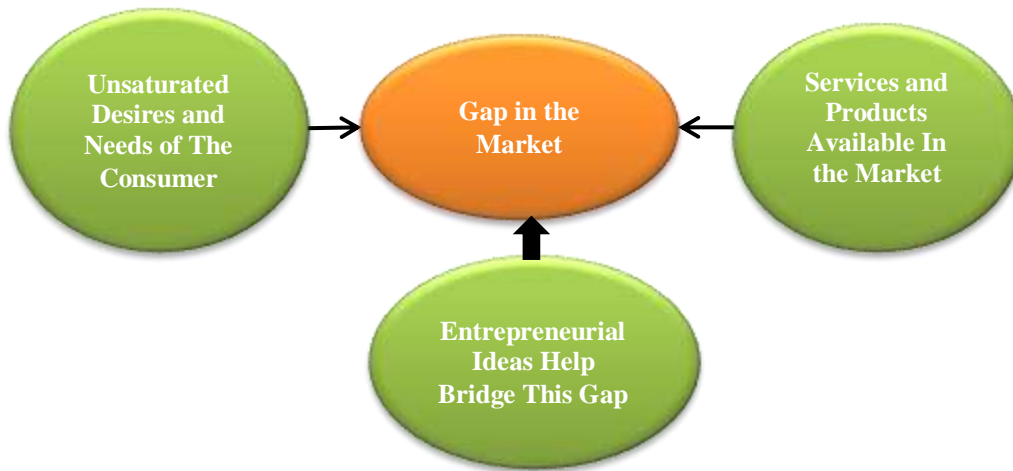 Unsaturated
Desires and
Needs of The
Consumer
Gap in the
Market
Services and
Products
Available In
the Market
Entrepreneurial
Ideas Help
Bridge This Gap